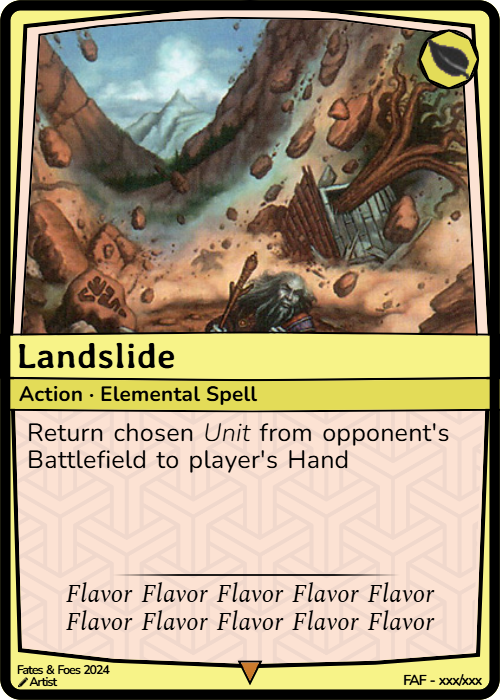 Landslide
Action · Elemental Spell
Return chosen Unit from opponent's
Battlefield to player's Hand
Flavor Flavor Flavor Flavor Flavor
Flavor Flavor Flavor Flavor Flavor
Fates & Foes 2024
Artist
FAF - xxx/xxx